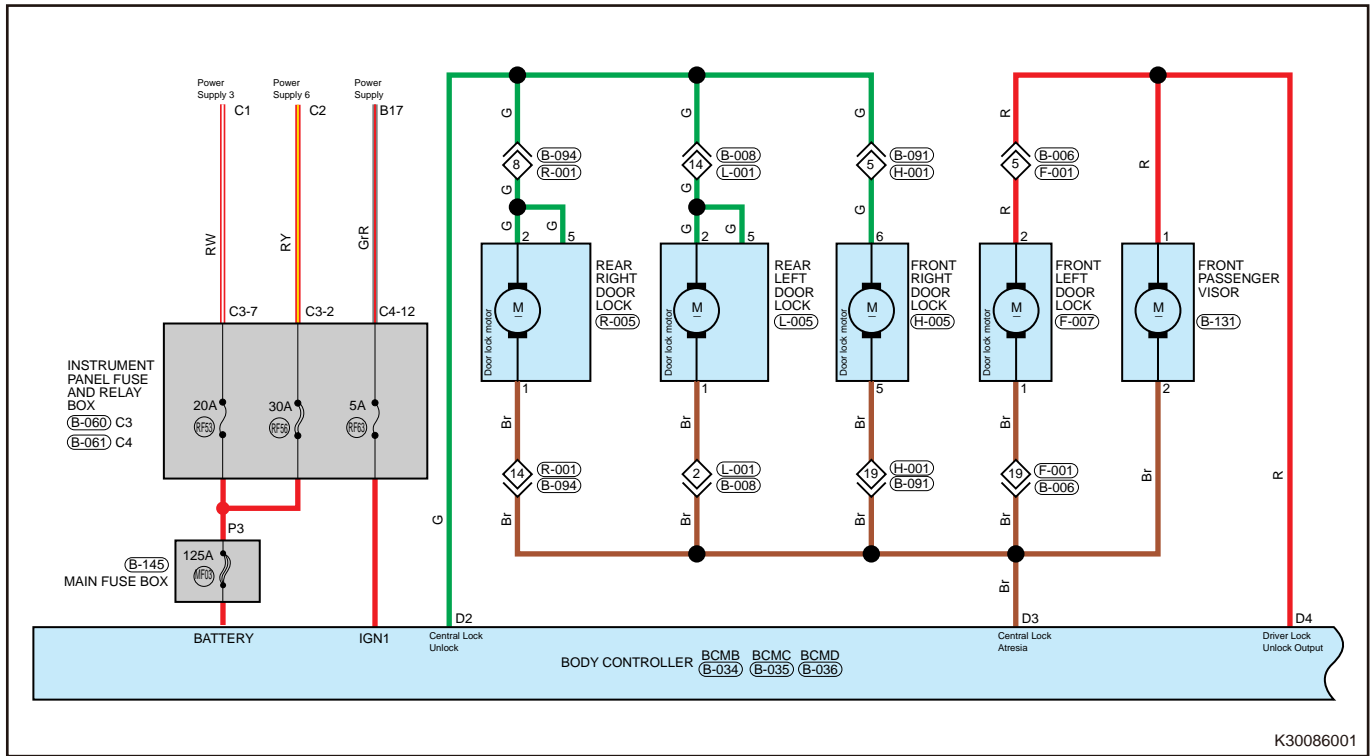 Power
Supply 3
C1
Power
Supply 6
C2
Power
Supply
B17
RW
RY
GrR
C3-7
C3-2
C4-12
INSTRUMENT
PANEL FUSE
AND RELAY
BOX
B-060 C3
B-061 C4
20A
RF53
30A
RF56
5A
RF63
P3
B-145
MAIN FUSE BOX
125A
MF03
BATTERY
IGN1
G
G
G
G
R
R
R
8
B-094
R-001
14
B-008
L-001
5
B-091
H-001
5
B-006
F-001
G
G
G
G
G
G
G
R
2
5
2
5
6
2
1
Door lock motor
M
REAR
RIGHT
DOOR
LOCK
R-005
Door lock motor
M
REAR
LEFT
DOOR
LOCK
L-005
Door lock motor
M
FRONT
RIGHT
DOOR
LOCK
H-005
Door lock motor
M
FRONT
LEFT
DOOR
LOCK
F-007
M
FRONT
PASSENGER
VISOR
B-131
1
1
5
1
2
Br
Br
Br
Br
Br
14
R-001
B-094
2
L-001
B-008
19
H-001
B-091
19
F-001
B-006
Br
Br
Br
Br
Br
D2
Central Lock
Unlock
D3
Central Lock
Atresia
D4
Driver Lock
Unlock Output
BODY CONTROLLER
BCMB BCMC BCMD
B-034 B-035 B-036
K30086001